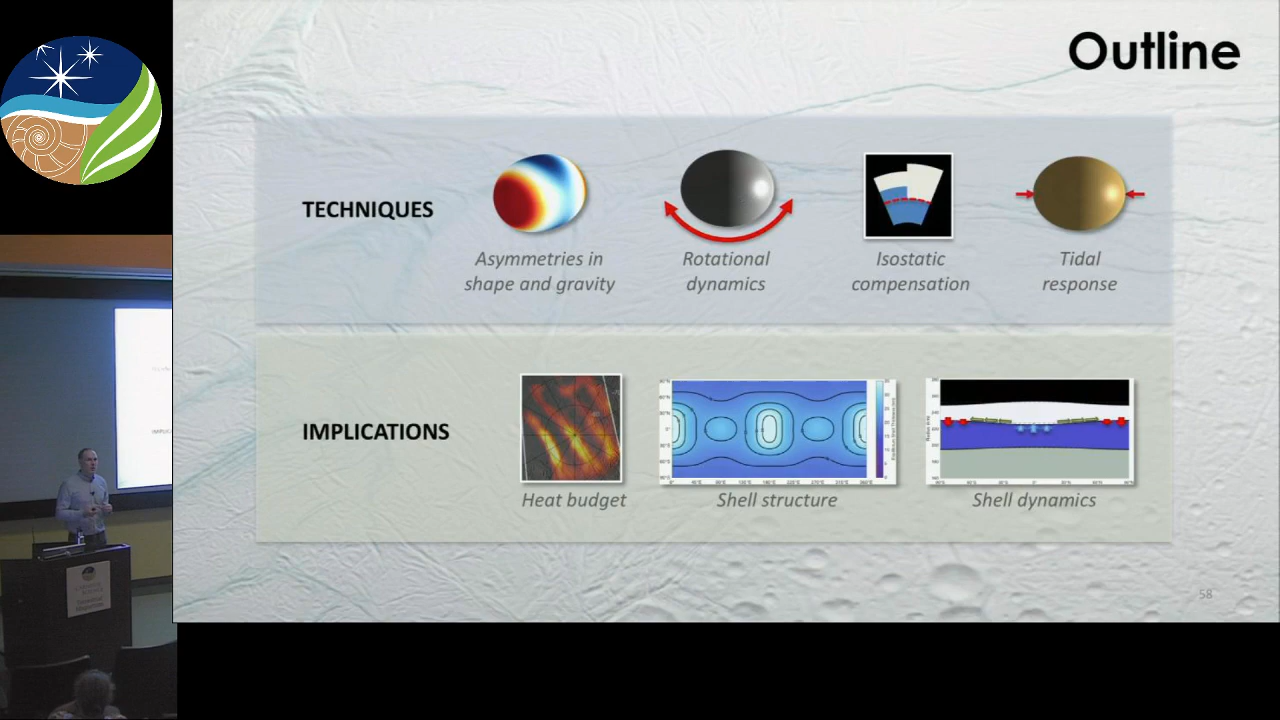 Outline
TECHNIQUES
Asymmetries in
shape and gravity
Rotational
dynamics
Isostatic
compensation
Tidal
response
IMPLICATIONS
Heat budget
Shell structure
Shell dynamics
58